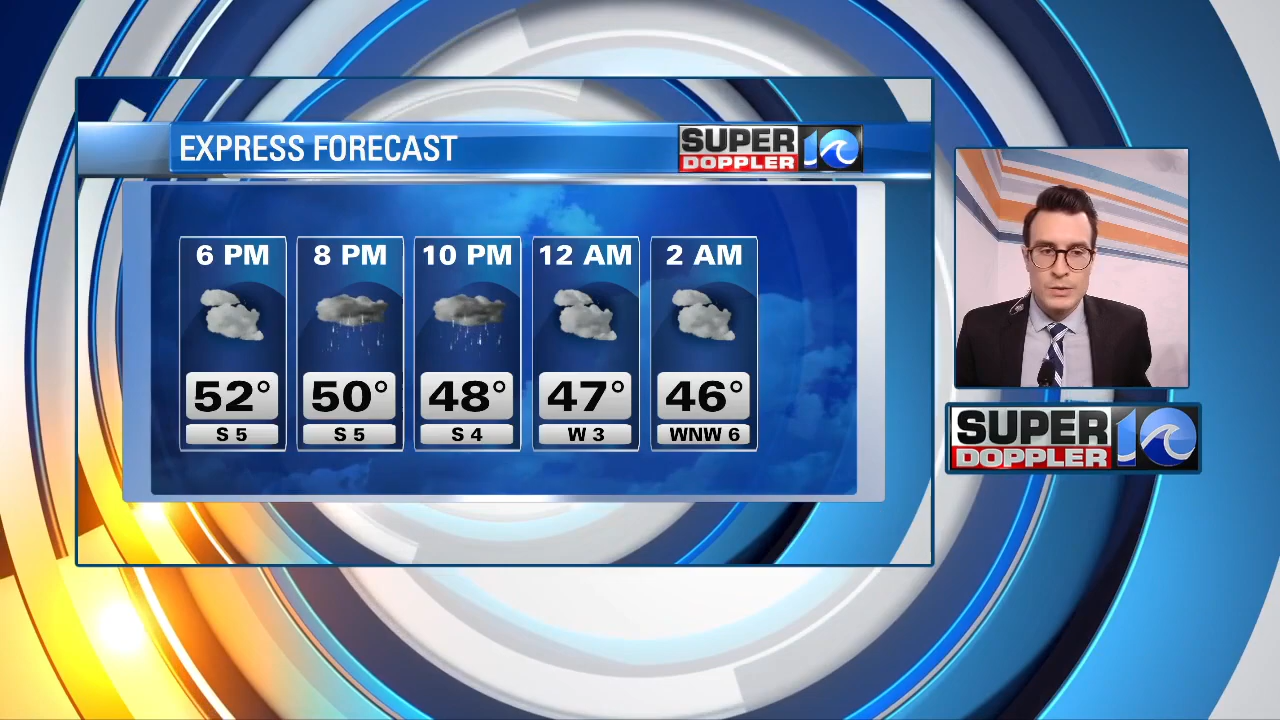 EXPRESS FORECAST
SUPER
DOPPLER 10
6 PM 8 PM 10 PM 12 AM 2 AM
52° 50° 48° 47° 46°
S 5 S 5 S 4 W 3 WNW 6
SUPER
DOPPLER 10